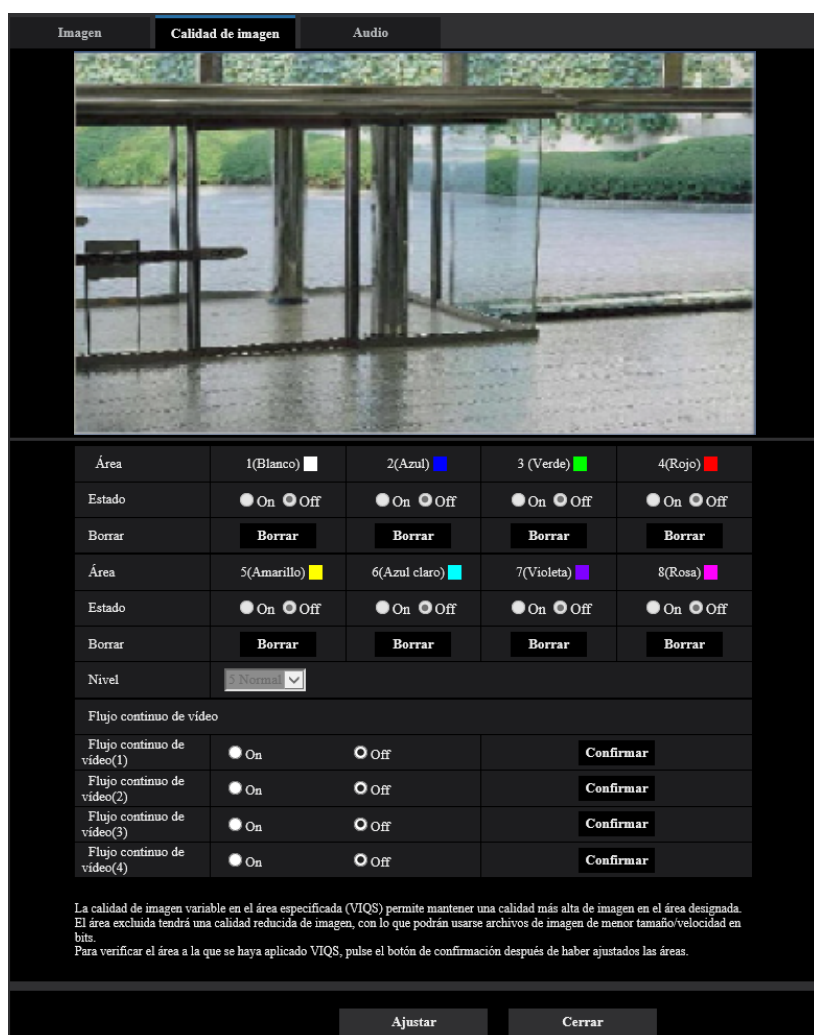 Imagen Calidad de imagen Audio
Área 1(Blanco) 2(Azul) 3 (Verde) 4(Rojo)
Estado On Off On Off On Off On Off
Borrar Borrar Borrar Borrar Borrar
Área 5(Amarillo) 6(Azul claro) 7(Violeta) 8(Rosa)
Estado On Off On Off On Off On Off
Borrar Borrar Borrar Borrar Borrar
Nivel 5 Normal
Flujo continuo de vídeo
Flujo continuo de vídeo(1) On Off Confirmar
Flujo continuo de vídeo(2) On Off Confirmar
Flujo continuo de vídeo(3) On Off Confirmar
Flujo continuo de vídeo(4) On Off Confirmar
La calidad de imagen variable en el área especificada (VIQS) permite mantener una calidad más alta de imagen en el área designada.
El área excluida tendrá una calidad reducida de imagen, con lo que podrán usarse archivos de imagen de menor tamaño/velocidad en
bits.
Para verificar el área a la que se haya aplicado VIQS, pulse el botón de confirmación después de haber ajustados las áreas.
Ajustar Cerrar